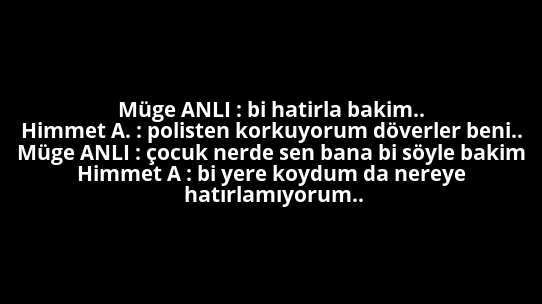 Müge ANLI : bi hatirla bakim..
Himmet A. : polisten korkuyorum döverler beni..
Müge ANLI : çocuk nerde sen bana bi söyle bakim
Himmet A : bi yere koydum da nereye
hatırlamıyorum..